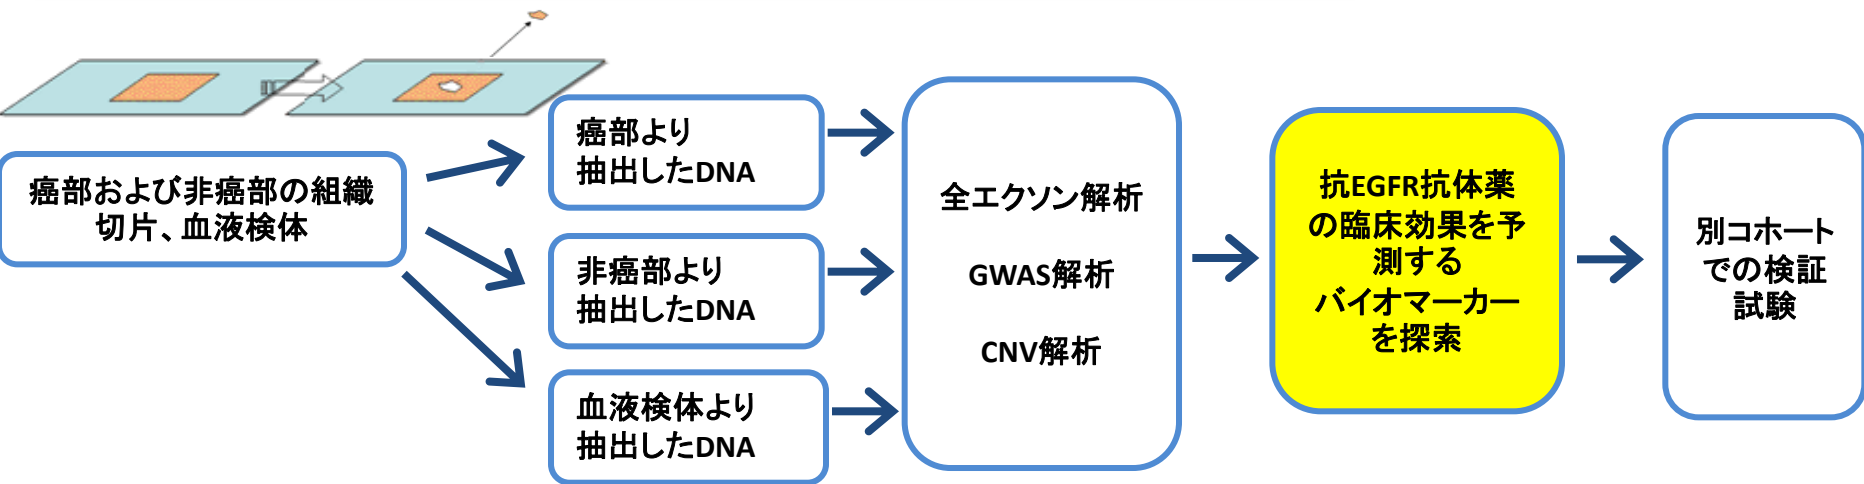 癌部および非癌部の組織
切片、血液検体
癌部より
抽出したDNA
非癌部より
抽出したDNA
血液検体より
抽出したDNA
全エクソン解析
GWAS解析
CNV解析
抗EGFR抗体薬
の臨床効果を予
測する
バイオマーカー
を探索
別コホート
での検証
試験